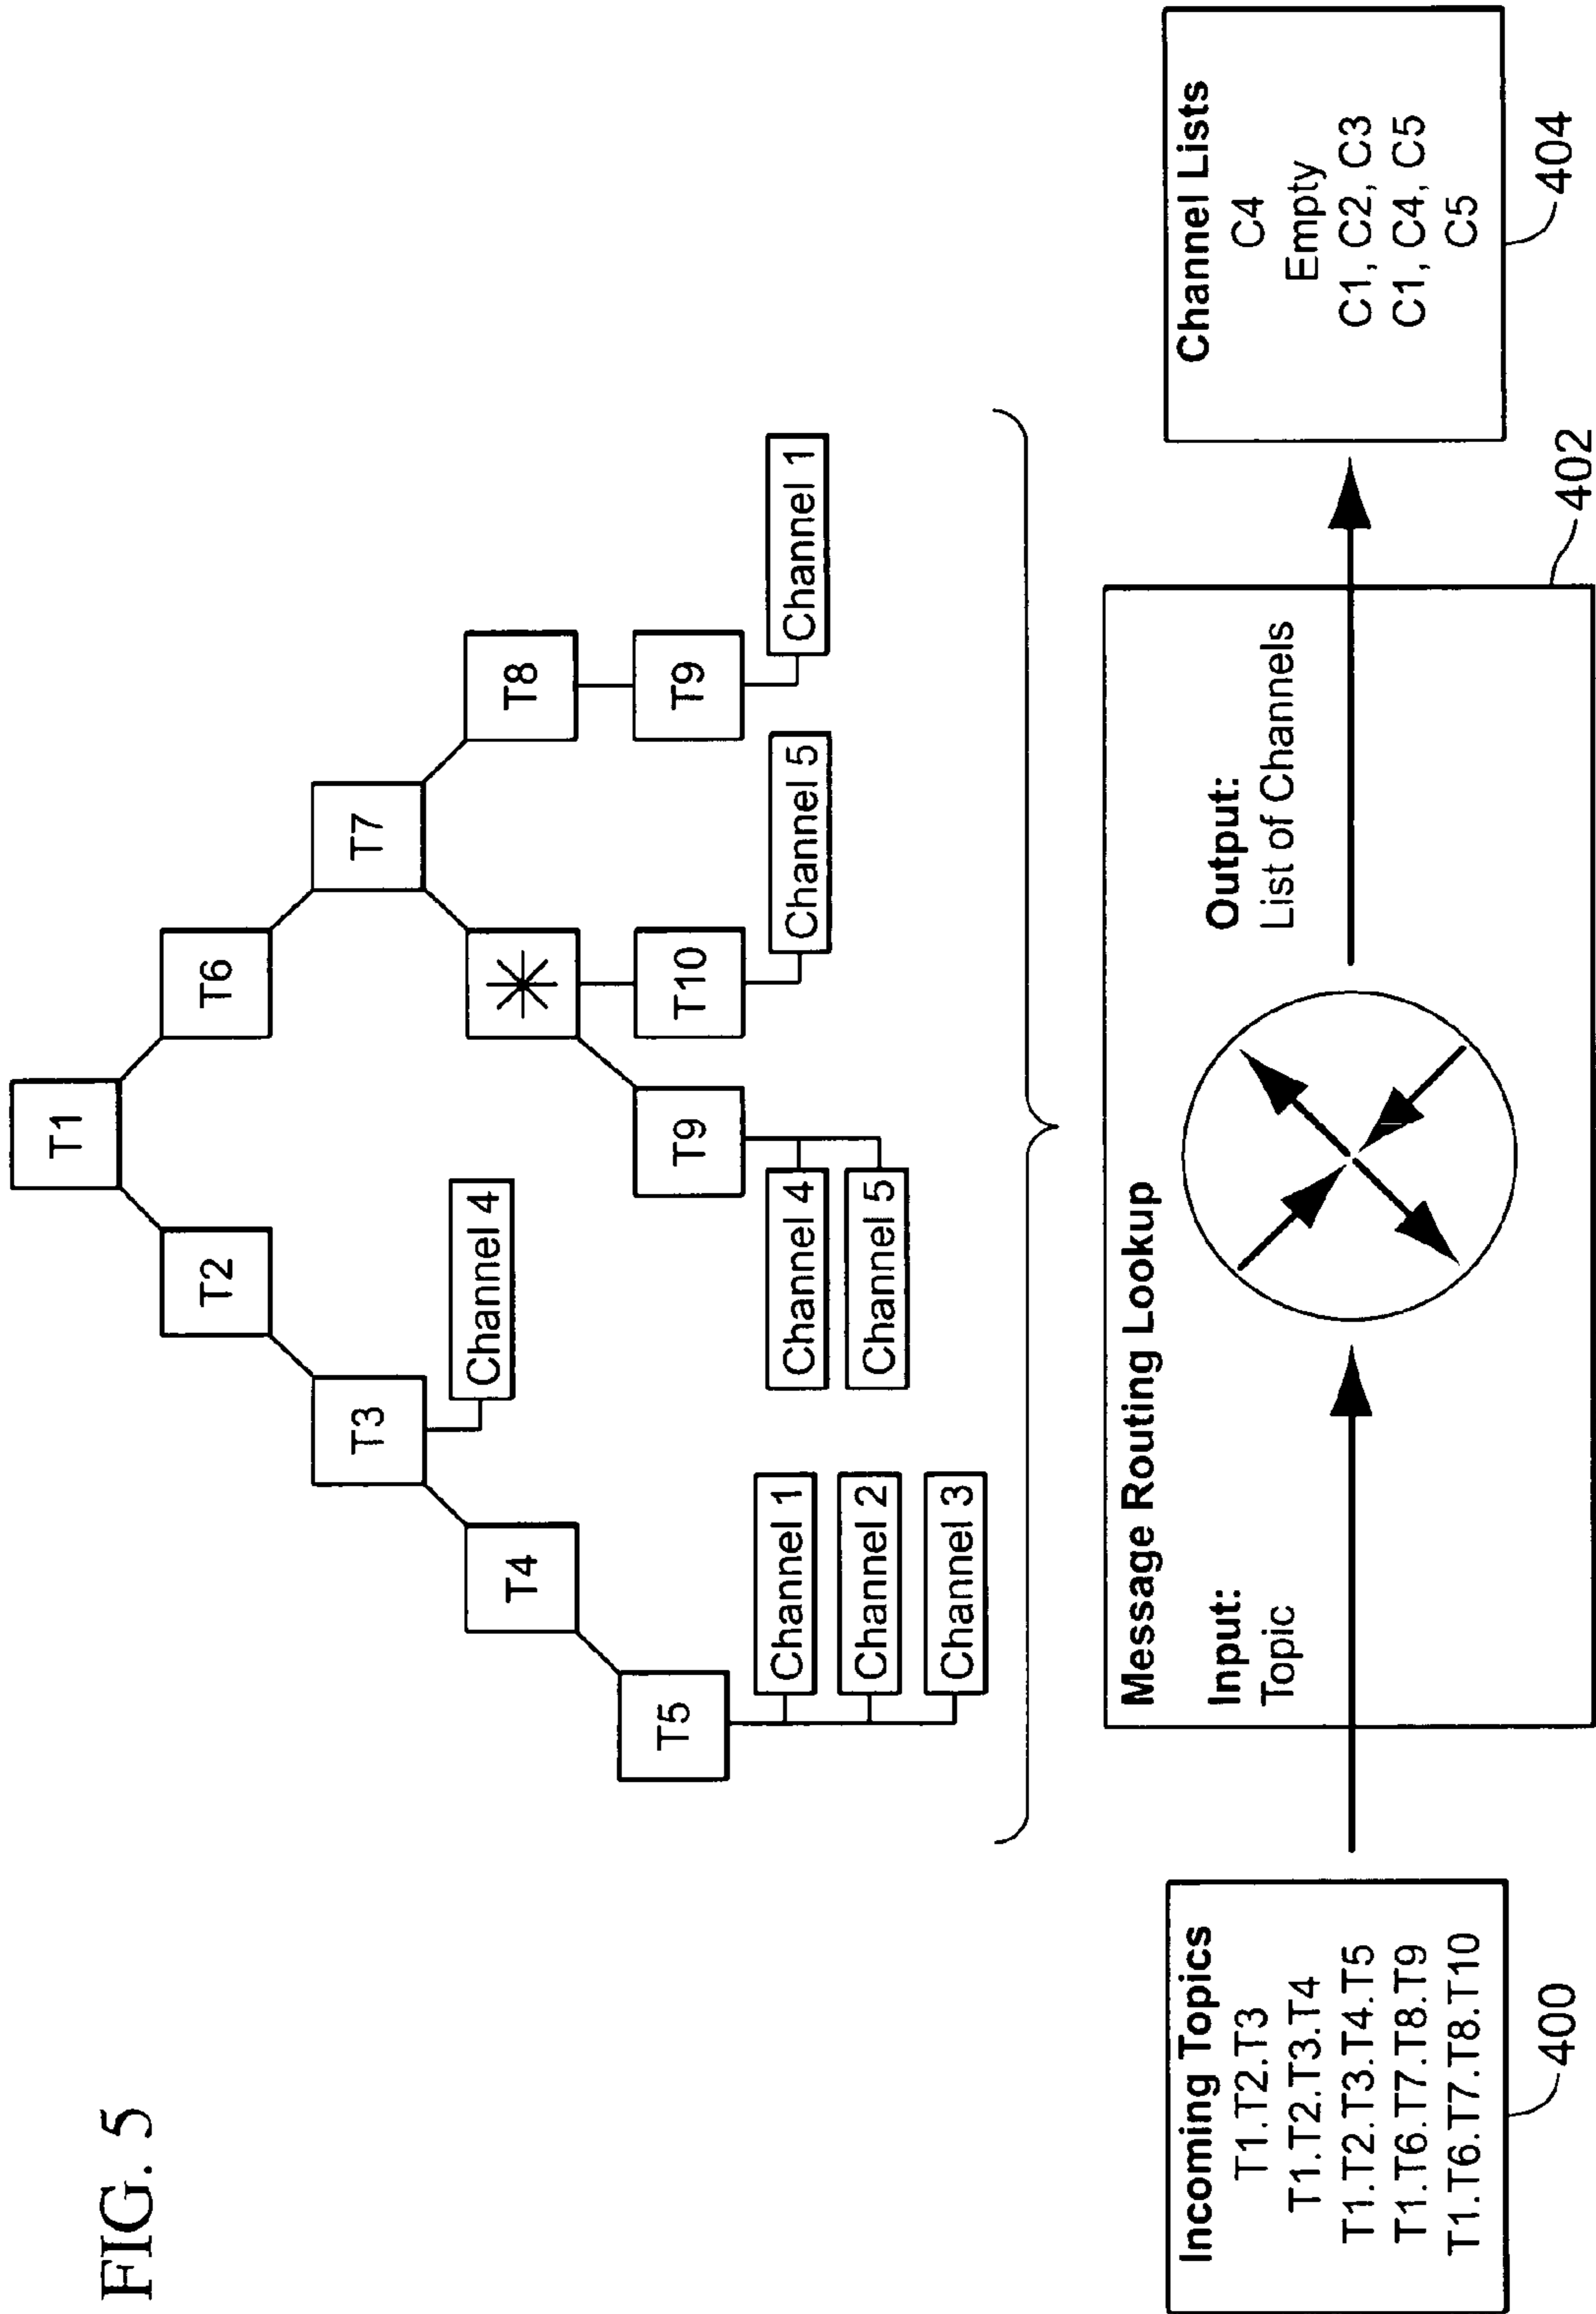 FIG. 5
T1
T2
T6
T3
T7
Channel 4
T4
*
T8
T5
T9
T10
T9
Channel 1
Channel 2
Channel 3
Channel 4
Channel 5
Channel 5
Channel 1
Incoming Topics
T1.T2.T3
T1.T2.T3.T4
T1.T2.T3.T4.T5
T1.T6.T7.T8.T9
T1.T6.T7.T8.T10
400
Message Routing Lookup
Input:
Topic
Output:
List of Channels
402
Channel Lists
C4
Empty
C1, C2, C3
C1, C4, C5
C5
404